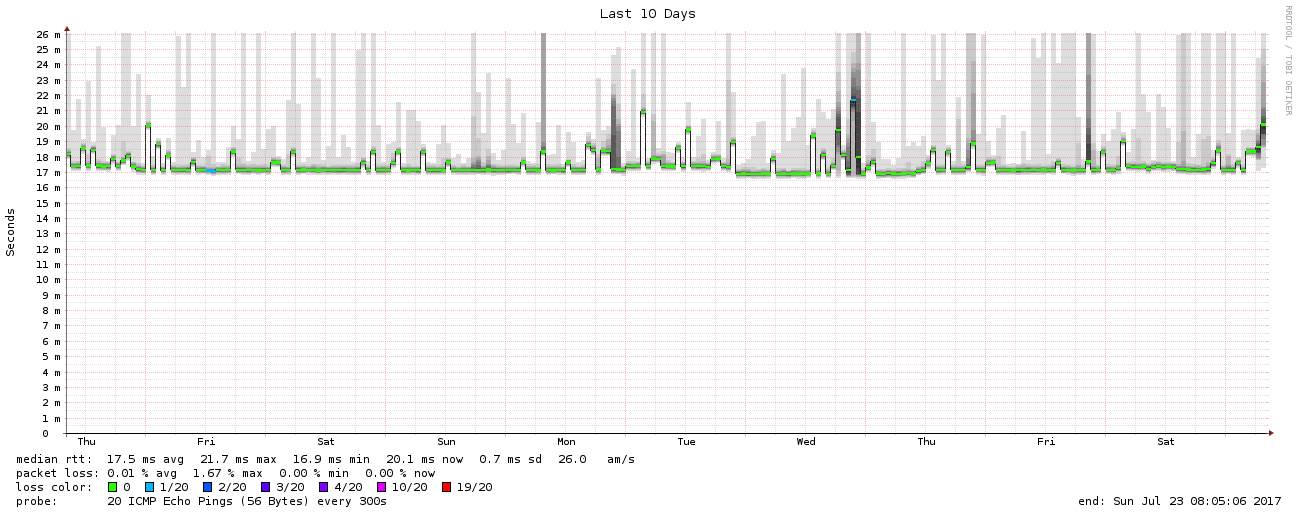 Last 10 Days
RRDTOOL / TOBI OETIKER
Seconds
26 m
25 m
24 m
23 m
22 m
21 m
20 m
19 m
18 m
17 m
16 m
15 m
14 m
13 m
12 m
11 m
10 m
9 m
8 m
7 m
6 m
5 m
4 m
3 m
2 m
1 m
0
Thu Fri Sat Sun Mon Tue Wed Thu Fri Sat
median rtt: 17.5 ms avg 21.7 ms max 16.9 ms min 20.1 ms now 0.7 ms sd 26.0 am/s
packet loss: 0.01 % avg 1.67 % max 0.00 % min 0.00 % now
loss color: 0 1/20 2/20 3/20 4/20 10/20 19/20
probe: 20 ICMP Echo Pings (56 Bytes) every 300s end: Sun Jul 23 08:05:06 2017